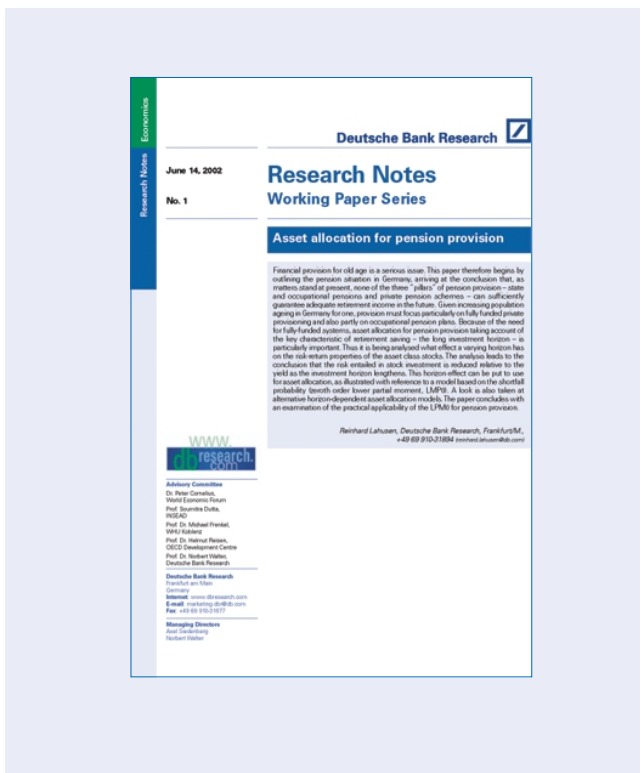 Economics
Research Notes
Deutsche Bank Research
June 14, 2002
No. 1
Research Notes
Working Paper Series
Asset allocation for pension provision
Financial provision for old age is a serious issue. This paper therefore begins by
outlining the pension situation in Germany, arriving at the conclusion that, as
matters stand at present, none of the three "pillars" of pension provision – state
and occupational pensions and private pension schemes – can sufficiently
guarantee adequate retirement income in the future. Given increasing population
ageing in Germany for one, provision must focus particularly on fully funded private
provisioning and also partly on occupational pension plans. Because of the need
for fully-funded systems, asset allocation for pension provision taking account of
the key characteristic of retirement saving – the long investment horizon – is
particularly important. Thus it is being analysed what effect a varying horizon has
on the risk-return properties of the asset class stocks. The analysis leads to the
conclusion that the risk entailed in stock investment is reduced relative to the
yield as the investment horizon lengthens. This horizon effect can be put to use
for asset allocation, as illustrated with reference to a model based on the shortfall
probability (zeroth order lower partial moment, LMP0). A look is also taken at
alternative horizon-dependent asset allocation models. The paper concludes with
an examination of the practical applicability of the LPM0 for pension provision.
Reinhard Lahusen, Deutsche Bank Research, Frankfurt/M.,
+49 69 910-31894 (reinhard.lahusen@db.com)
www.
dbresearch.
com
Advisory Committee
Dr. Peter Cornelius,
World Economic Forum
Prof. Soumitra Dutta,
INSEAD
Prof. Dr. Michael Frenkel,
WHU Koblenz
Prof. Dr. Helmut Reisen,
OECD Development Centre
Prof. Dr. Norbert Walter,
Deutsche Bank Research
Deutsche Bank Research
Frankfurt am Main
Germany
Internet: www.dbresearch.com
E-mail: marketing.dbr@db.com
Fax: +49 69 910-31877
Managing Directors
Axel Siedenberg
Norbert Walter